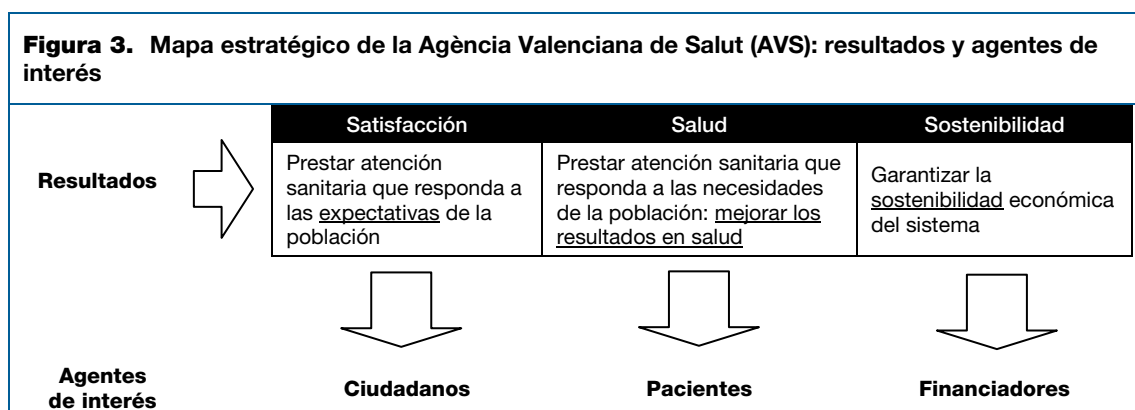 Figura 3. Mapa estratégico de la Agència Valenciana de Salut (AVS): resultados y agentes de
interés
Resultados
Satisfacción
Prestar atención
sanitaria que responda a
las expectativas de la
población
Salud
Prestar atención sanitaria que
responda a las necesidades
de la población: mejorar los
resultados en salud
Sostenibilidad
Garantizar la
sostenibilidad económica
del sistema
Agentes
de interés
Ciudadanos
Pacientes
Financiadores